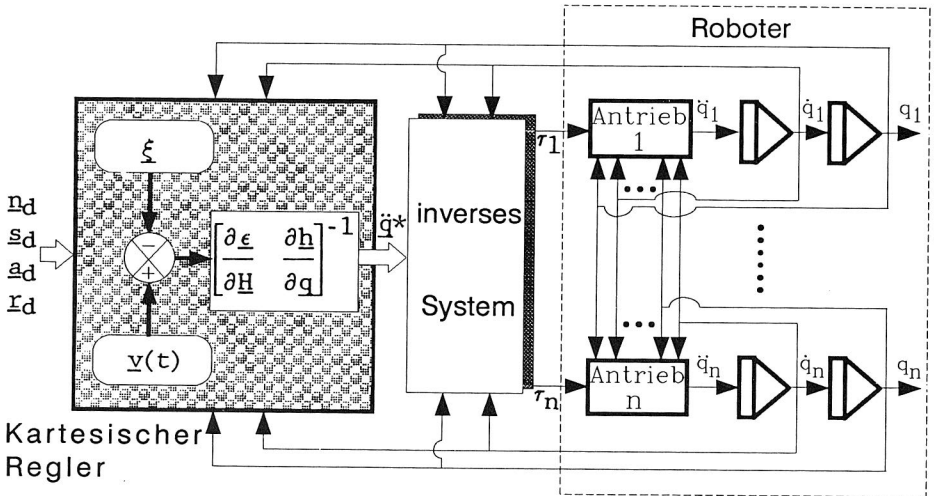 Roboter
ξ
n_d
s_d
a_d
r_d
−
+
[∂ε/∂H ∂h/∂q]^-1
q̈*
v(t)
inverses
System
τ1
Antrieb
1
q̈1
q̇1
q1
τn
Antrieb
n
q̈n
q̇n
qn
Kartesischer
Regler